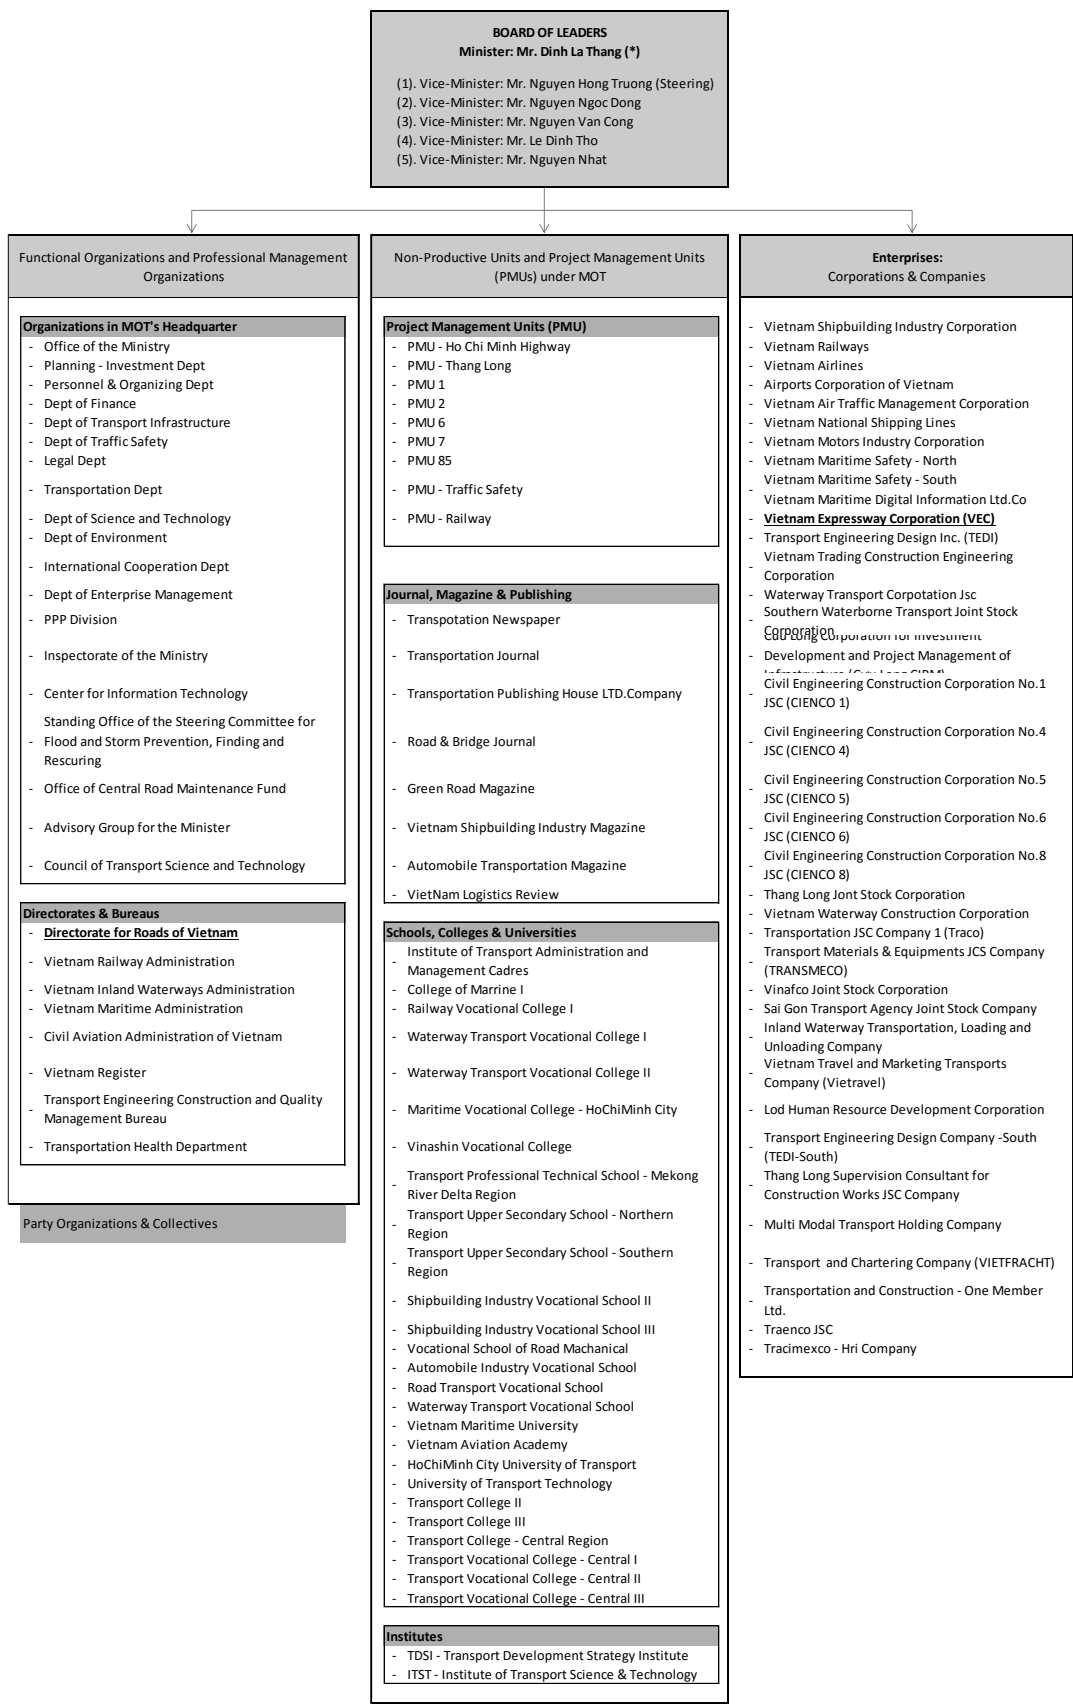 BOARD OF LEADERS
Minister: Mr. Dinh La Thang (*)
(1). Vice-Minister: Mr. Nguyen Hong Truong (Steering)
(2). Vice-Minister: Mr. Nguyen Ngoc Dong
(3). Vice-Minister: Mr. Nguyen Van Cong
(4). Vice-Minister: Mr. Le Dinh Tho
(5). Vice-Minister: Mr. Nguyen Nhat
Functional Organizations and Professional Management
Organizations
Organizations in MOT's Headquarter
- Office of the Ministry
- Planning - Investment Dept
- Personnel & Organizing Dept
- Dept of Finance
- Dept of Transport Infrastructure
- Dept of Traffic Safety
- Legal Dept
- Transportation Dept
- Dept of Science and Technology
- Dept of Environment
- International Cooperation Dept
- Dept of Enterprise Management
- PPP Division
- Inspectorate of the Ministry
- Center for Information Technology
Standing Office of the Steering Committee for
- Flood and Storm Prevention, Finding and
Rescuring
- Office of Central Road Maintenance Fund
- Advisory Group for the Minister
- Council of Transport Science and Technology
Directorates & Bureaus
- Directorate for Roads of Vietnam
- Vietnam Railway Administration
- Vietnam Inland Waterways Administration
- Vietnam Maritime Administration
- Civil Aviation Administration of Vietnam
- Vietnam Register
- Transport Engineering Construction and Quality
Management Bureau
- Transportation Health Department
Party Organizations & Collectives
Non-Productive Units and Project Management Units
(PMUs) under MOT
Project Management Units (PMU)
- PMU - Ho Chi Minh Highway
- PMU - Thang Long
- PMU 1
- PMU 2
- PMU 6
- PMU 7
- PMU 85
- PMU - Traffic Safety
- PMU - Railway
Journal, Magazine & Publishing
- Transpotation Newspaper
- Transportation Journal
- Transportation Publishing House LTD.Company
- Road & Bridge Journal
- Green Road Magazine
- Vietnam Shipbuilding Industry Magazine
- Automobile Transportation Magazine
- VietNam Logistics Review
Schools, Colleges & Universities
- Institute of Transport Administration and
Management Cadres
- College of Marrine I
- Railway Vocational College I
- Waterway Transport Vocational College I
- Waterway Transport Vocational College II
- Maritime Vocational College - HoChiMinh City
- Vinashin Vocational College
- Transport Professional Technical School - Mekong
River Delta Region
- Transport Upper Secondary School - Northern
Region
- Transport Upper Secondary School - Southern
Region
- Shipbuilding Industry Vocational School II
- Shipbuilding Industry Vocational School III
- Vocational School of Road Machanical
- Automobile Industry Vocational School
- Road Transport Vocational School
- Waterway Transport Vocational School
- Vietnam Maritime University
- Vietnam Aviation Academy
- HoChiMinh City University of Transport
- University of Transport Technology
- Transport College II
- Transport College III
- Transport College - Central Region
- Transport Vocational College - Central I
- Transport Vocational College - Central II
- Transport Vocational College - Central III
Institutes
- TDSI - Transport Development Strategy Institute
- ITST - Institute of Transport Science & Technology
Enterprises:
Corporations & Companies
- Vietnam Shipbuilding Industry Corporation
- Vietnam Railways
- Vietnam Airlines
- Airports Corporation of Vietnam
- Vietnam Air Traffic Management Corporation
- Vietnam National Shipping Lines
- Vietnam Motors Industry Corporation
- Vietnam Maritime Safety - North
Vietnam Maritime Safety - South
- Vietnam Maritime Digital Information Ltd.Co
- Vietnam Expressway Corporation (VEC)
- Transport Engineering Design Inc. (TEDI)
- Vietnam Trading Construction Engineering
Corporation
- Waterway Transport Corpotation Jsc
- Southern Waterborne Transport Joint Stock
Corporation
Corporation for Investment
- Development and Project Management of
- Civil Engineering Construction Corporation No.1
JSC (CIENCO 1)
- Civil Engineering Construction Corporation No.4
JSC (CIENCO 4)
- Civil Engineering Construction Corporation No.5
JSC (CIENCO 5)
- Civil Engineering Construction Corporation No.6
JSC (CIENCO 6)
- Civil Engineering Construction Corporation No.8
JSC (CIENCO 8)
- Thang Long Jont Stock Corporation
- Vietnam Waterway Construction Corporation
- Transportation JSC Company 1 (Traco)
- Transport Materials & Equipments JCS Company
(TRANSMECO)
- Vinafco Joint Stock Corporation
- Sai Gon Transport Agency Joint Stock Company
- Inland Waterway Transportation, Loading and
Unloading Company
- Vietnam Travel and Marketing Transports
Company (Vietravel)
- Lod Human Resource Development Corporation
- Transport Engineering Design Company -South
(TEDI-South)
- Thang Long Supervision Consultant for
Construction Works JSC Company
- Multi Modal Transport Holding Company
- Transport and Chartering Company (VIETFRACHT)
- Transportation and Construction - One Member
Ltd.
- Traenco JSC
- Tracimexco - Hri Company